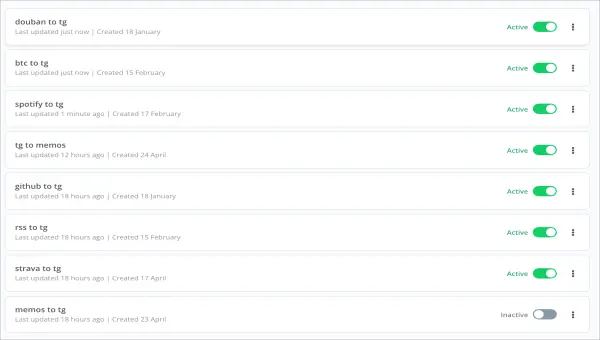 douban to tg
Last updated just now | Created 18 January
Active
btc to tg
Last updated just now | Created 15 February
Active
spotify to tg
Last updated 1 minute ago | Created 17 February
Active
tg to memos
Last updated 12 hours ago | Created 24 April
Active
github to tg
Last updated 18 hours ago | Created 18 January
Active
rss to tg
Last updated 18 hours ago | Created 15 February
Active
strava to tg
Last updated 18 hours ago | Created 17 April
Active
memos to tg
Last updated 18 hours ago | Created 23 April
Inactive